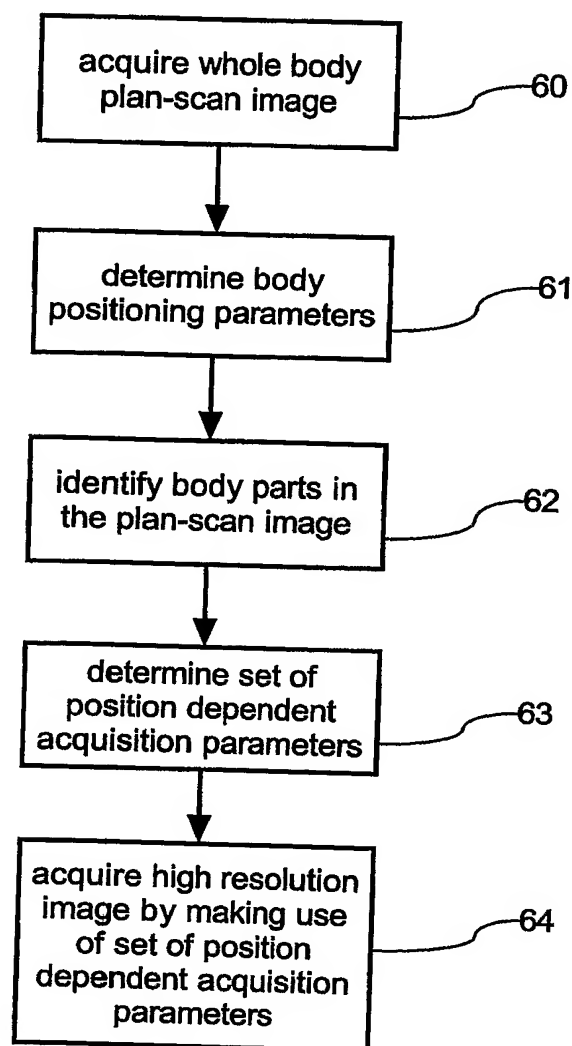 acquire whole body
plan-scan image
60
determine body
positioning parameters
61
identify body parts in
the plan-scan image
62
determine set of
position dependent
acquisition parameters
63
acquire high resolution
image by making use
of set of position
dependent acquisition
parameters
64